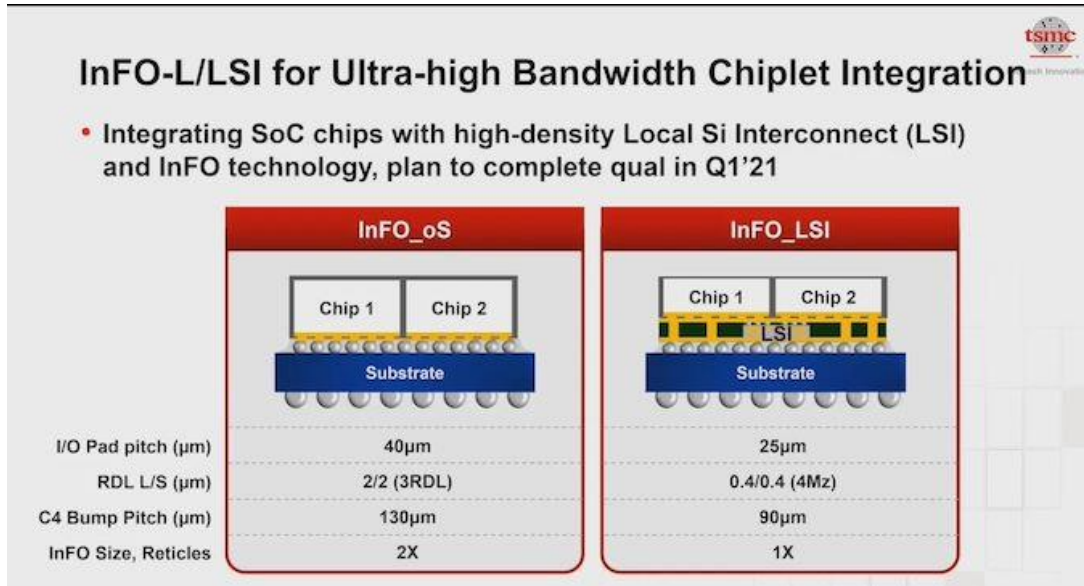 tsmc
InFO-L/LSI for Ultra-high Bandwidth Chiplet Integration
• Integrating SoC chips with high-density Local Si Interconnect (LSI)
and InFO technology, plan to complete qual in Q1’21
InFO_oS InFO_LSI
Chip 1 Chip 2 Chip 1 Chip 2
LSI
Substrate Substrate
I/O Pad pitch (µm) 40µm 25µm
RDL L/S (µm) 2/2 (3RDL) 0.4/0.4 (4Mz)
C4 Bump Pitch (µm) 130µm 90µm
InFO Size, Reticles 2X 1X